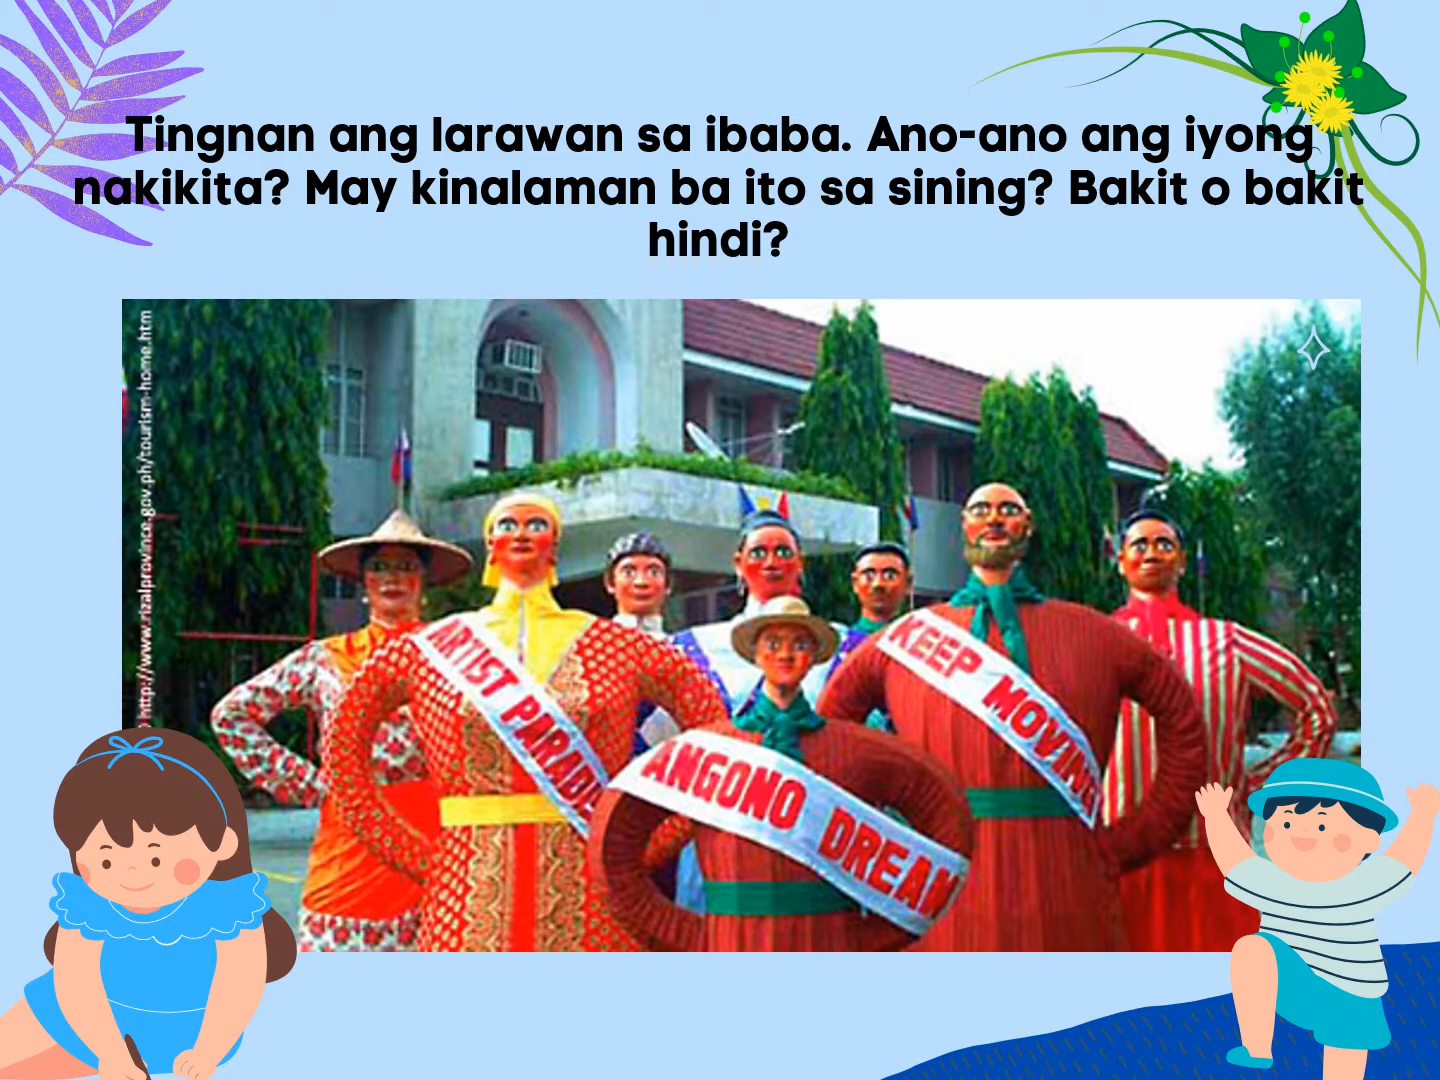 Tingnan ang larawan sa ibaba. Ano-ano ang iyong
nakikita? May kinalaman ba ito sa sining? Bakit o bakit
hindi?
http://www.rizalprovince.gov.ph/tourism-home.htm
ARTIST PARADE
KEEP MOVING
ANGONO DREAM